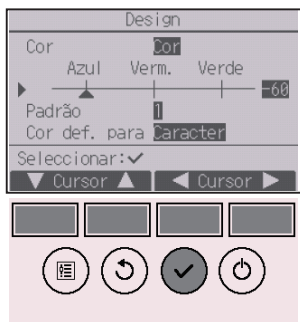 Design
Cor Cor
Azul Verm. Verde
-60
Padrão 1
Cor def. para Caracter
Seleccionar:✓
▼ Cursor ▲ ◀ Cursor ▶